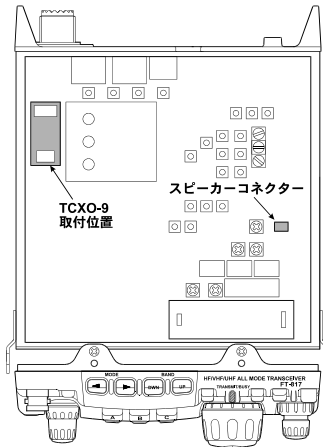 TCXO-9
取付位置
スピーカーコネクター
MODE
BAND
DWN
UP
HF/VHF/UHF ALL MODE TRANSCEIVER
TRANSMIT/BUSY
FT-817
A
B
C